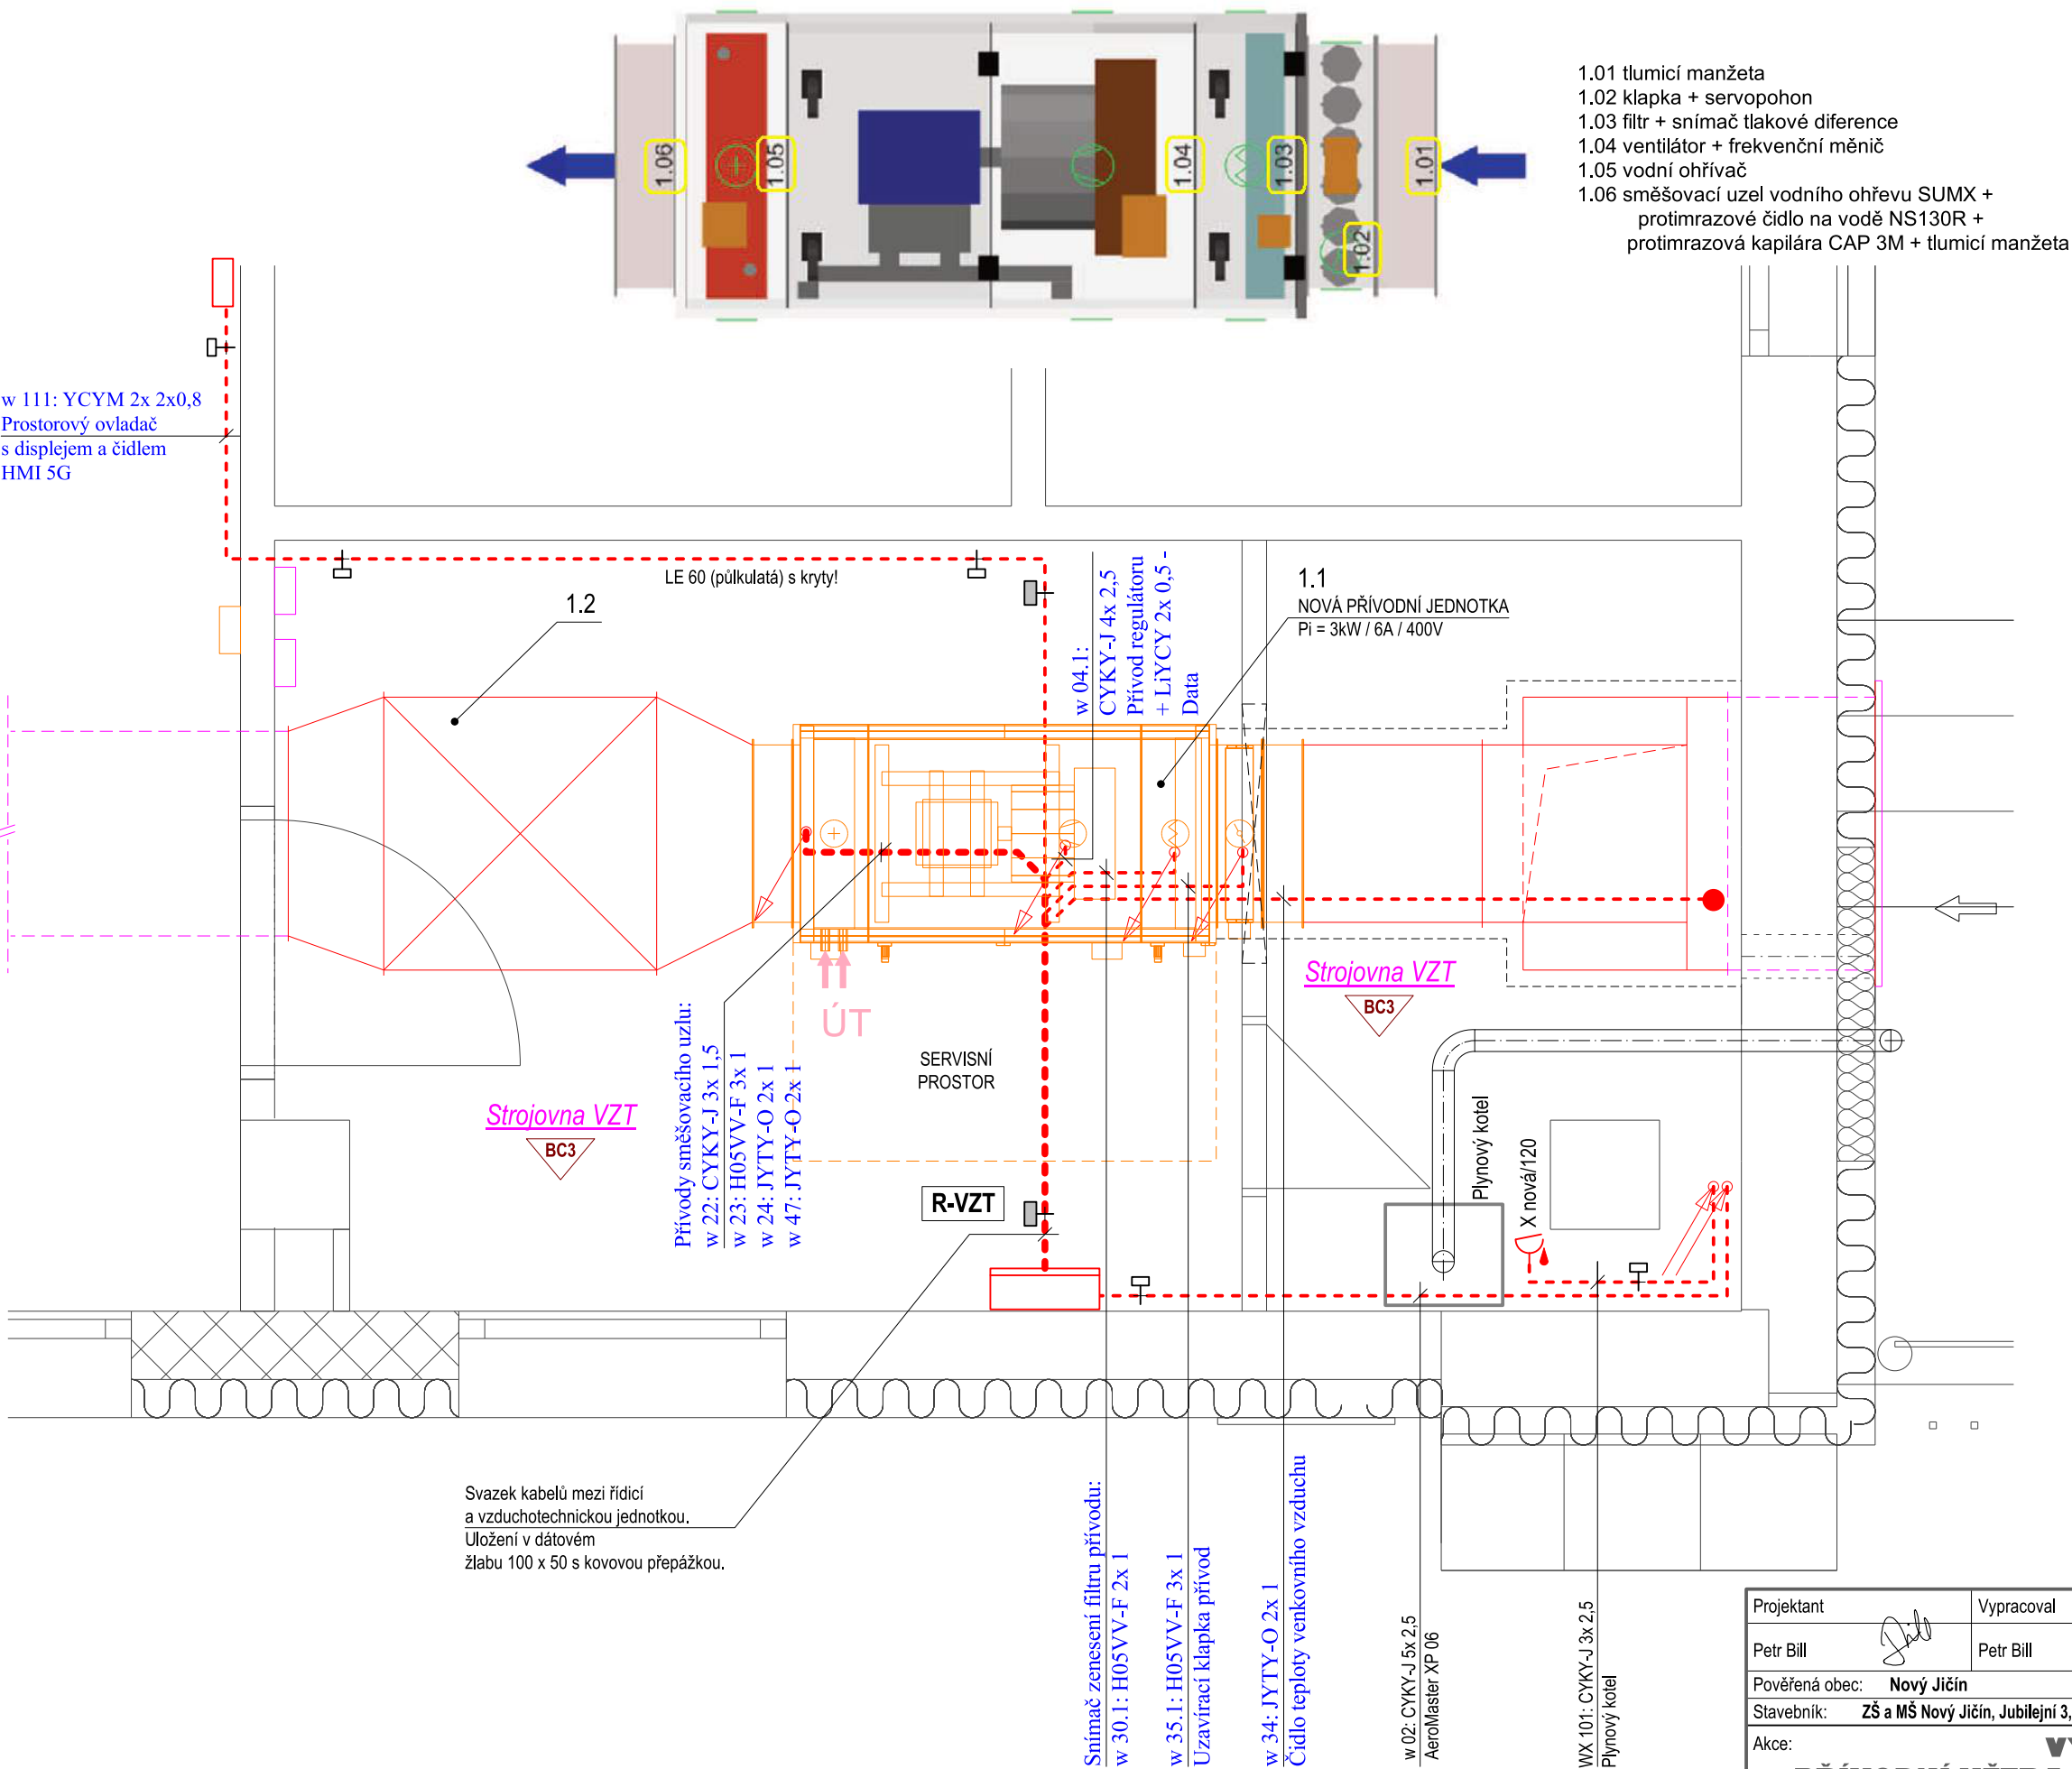 1.06
1.05
1.04
1.03
1.02
1.01
1.01 tlumicí manžeta
1.02 klapka + servopohon
1.03 filtr + snímač tlakové diference
1.04 ventilátor + frekvenční měnič
1.05 vodní ohřívač
1.06 směšovací uzel vodního ohřevu SUMX +
protimrazové čidlo na vodě NS130R +
protimrazová kapilára CAP 3M + tlumicí manžeta
w 111: YCYM 2x 2x0,8
Prostorový ovladač
s displejem a čidlem
HMI 5G
LE 60 (půlkulatá) s kryty!
1.2
w 04.1:
CYKY-J 4x 2,5
Přívod regulátoru
+ LiYCY 2x 0,5 -
Data
1.1
NOVÁ PŘÍVODNÍ JEDNOTKA
Pi = 3kW / 6A / 400V
Strojovna VZT
BC3
ÚT
Přívody směšovacího uzlu:
w 22: CYKY-J 3x 1,5
w 23: H05VV-F 3x 1
w 24: JYTY-O 2x 1
w 47: JYTY-O 2x 1
SERVISNÍ
PROSTOR
Strojovna VZT
BC3
R-VZT
Plynový kotel
X nová/120
Svazek kabelů mezi řídicí
a vzduchotechnickou jednotkou.
Uložení v dátovém
žlabu 100 x 50 s kovovou přepážkou.
Snímač zenesení filtru přívodu:
w 30.1: H05VV-F 2x 1
w 35.1: H05VV-F 3x 1
Uzavírací klapka přívod
w 34: JYTY-O 2x 1
Čidlo teploty venkovního vzduchu
w 02: CYKY-J 5x 2,5
AeroMaster XP 06
WX 101: CYKY-J 3x 2,5
Plynový kotel
Projektant
Vypracoval
Petr Bill
Petr Bill
Pověřená obec: Nový Jičín
Stavebník: ZŠ a MŠ Nový Jičín, Jubilejní 3,
Akce: